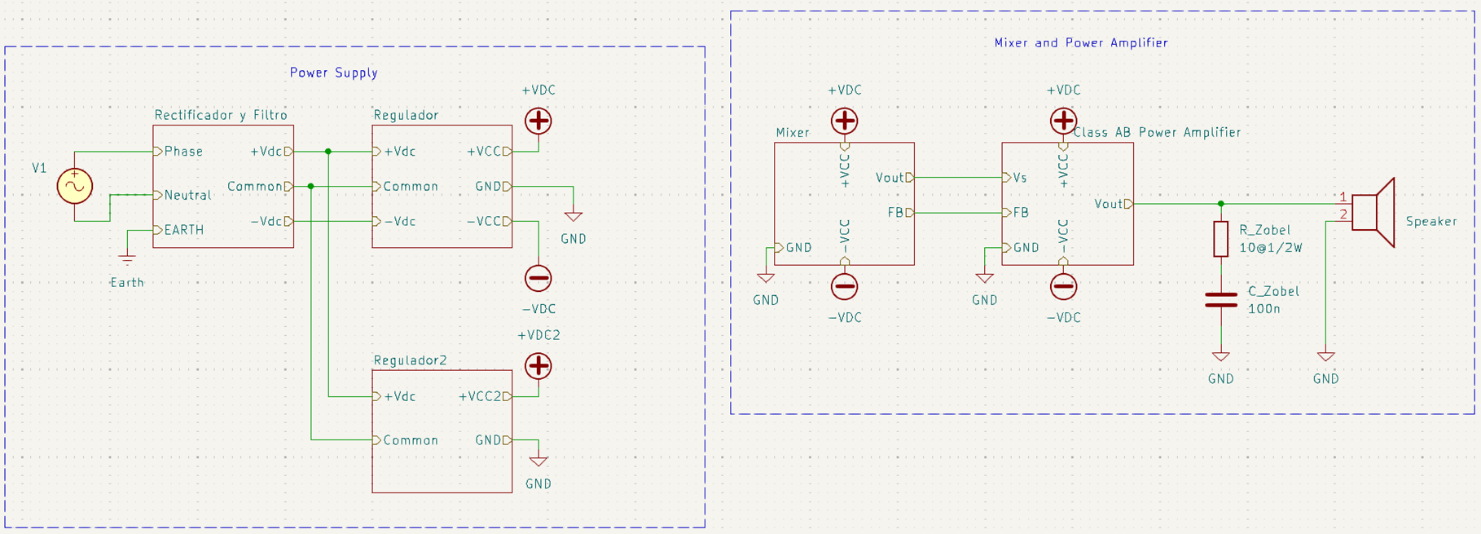 Power Supply
Rectificador y Filtro
V1
Phase
Neutral
EARTH
+Vdc
Common
-Vdc
Earth
Regulador
+Vdc
Common
-Vdc
+VCC
GND
-VCC
+VDC
GND
-VDC
Regulador2
+Vdc
Common
+VCC2
GND
+VDC2
GND
Mixer and Power Amplifier
+VDC
Mixer
+VCC
Vout
FB
GND
-VCC
GND
-VDC
+VDC
Class AB Power Amplifier
+VCC
Vs
FB
GND
Vout
-VCC
GND
-VDC
R_Zobel
10@1/2W
C_Zobel
100n
GND
1
2
Speaker
GND